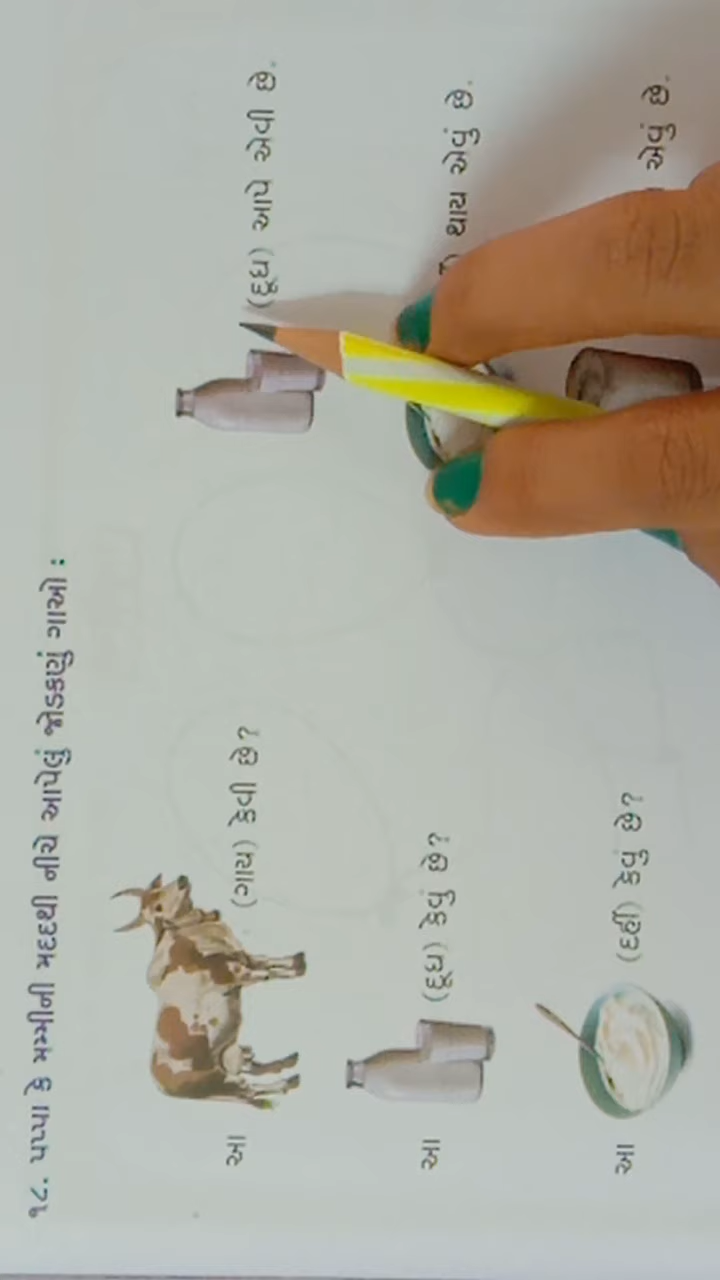 ૧૮. પપ્પા કે મમ્મીની મદદથી નીચે આપેલું જોડકણું ગાઓ :
આ (ગાય) કેવી છે? (દૂધ) આપે એવી છે.
આ (દૂધ) કેવું છે? થાય એવું છે.
આ (દહીં) કેવું છે? એવું છે.